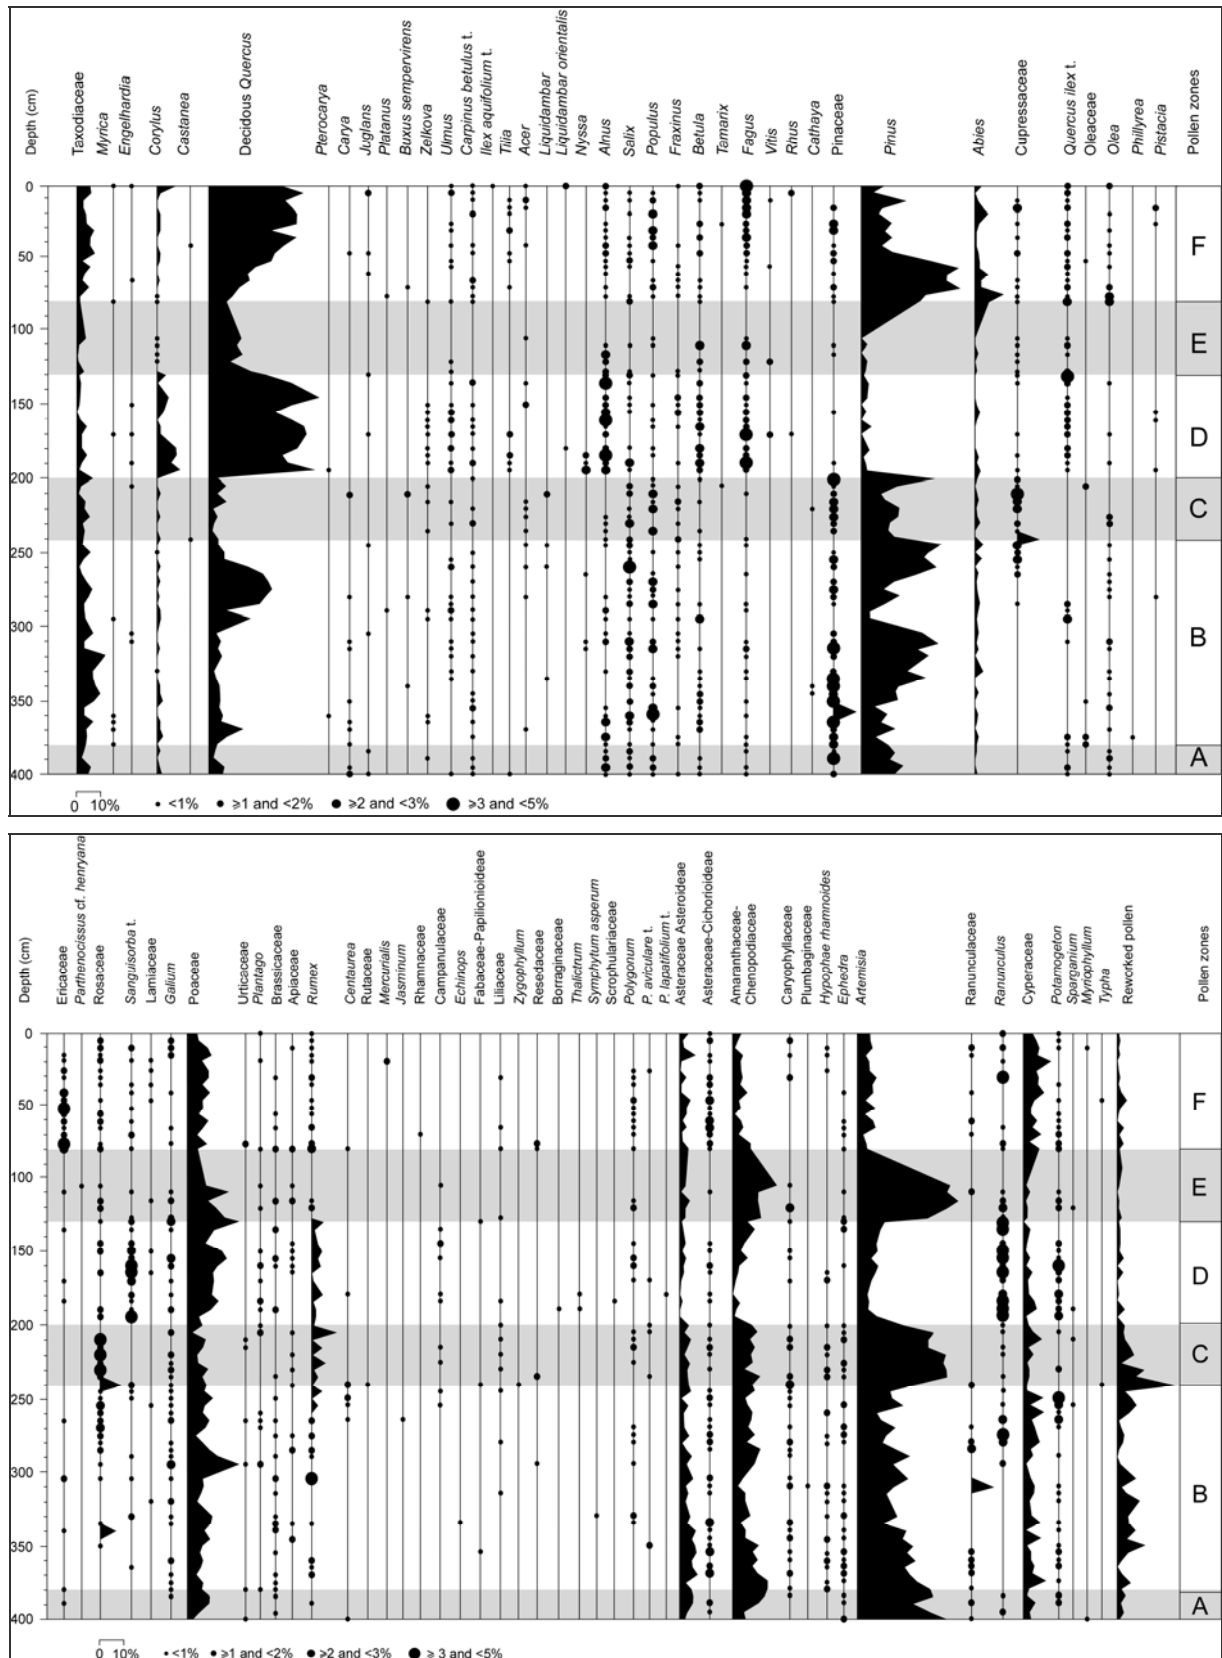 Depth (cm)
Taxodiaceae
Myrica
Engelhardia
Corylus
Castanea
Decidous Quercus
Pterocarya
Carya
Juglans
Platanus
Buxus sempervirens
Zelkova
Ulmus
Carpinus betulus t.
Ilex aquifolium t.
Tilia
Acer
Liquidambar
Liquidambar orientalis
Nyssa
Alnus
Salix
Populus
Fraxinus
Betula
Tamarix
Fagus
Vitis
Rhus
Cathaya
Pinaceae
Pinus
Abies
Cupressaceae
Quercus ilex t.
Oleaceae
Olea
Phillyrea
Pistacia
Pollen zones
0
50
100
150
200
250
300
350
400
F
E
D
C
B
A
0 10% <1% ≥1 and <2% ≥2 and <3% ≥3 and <5%
Depth (cm)
Ericaceae
Parthenocissus cf. henryana
Rosaceae
Sanguisorba t.
Lamiaceae
Galium
Poaceae
Urticaceae
Plantago
Brassicaceae
Apiaceae
Rumex
Centaurea
Rutaceae
Mercurialis
Jasminum
Rhamnaceae
Campanulaceae
Echinops
Fabaceae-Papilionioideae
Liliaceae
Zygophyllum
Resedaceae
Borraginaceae
Thalictrum
Symphytum asperum
Scrophulariaceae
Polygonum
P. aviculare t.
P. lapatifolium t.
Asteraceae Asteroideae
Asteraceae-Cichorioideae
Amaranthaceae-
Chenopodiaceae
Caryophyllaceae
Plumbaginaceae
Hypophae rhamnoides
Ephedra
Artemisia
Ranunculaceae
Ranunculus
Cyperaceae
Potamogeton
Sparganium
Myriophyllum
Typha
Reworked pollen
Pollen zones
0
50
100
150
200
250
300
350
400
F
E
D
C
B
A
0 10% <1% ≥1 and <2% ≥2 and <3% ≥ 3 and <5%